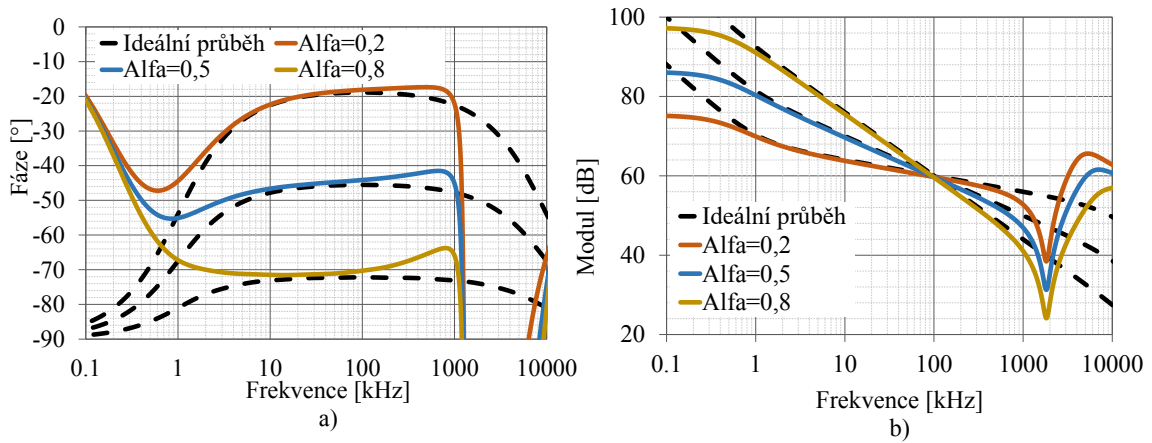 0
-10
-20
-30
-40
-50
-60
-70
-80
-90
Fáze [°]
Ideální průběh
Alfa=0,2
Alfa=0,5
Alfa=0,8
0.1 1 10 100 1000 10000
Frekvence [kHz]
a)
100
80
60
40
20
Modul [dB]
Ideální průběh
Alfa=0,2
Alfa=0,5
Alfa=0,8
0.1 1 10 100 1000 10000
Frekvence [kHz]
b)